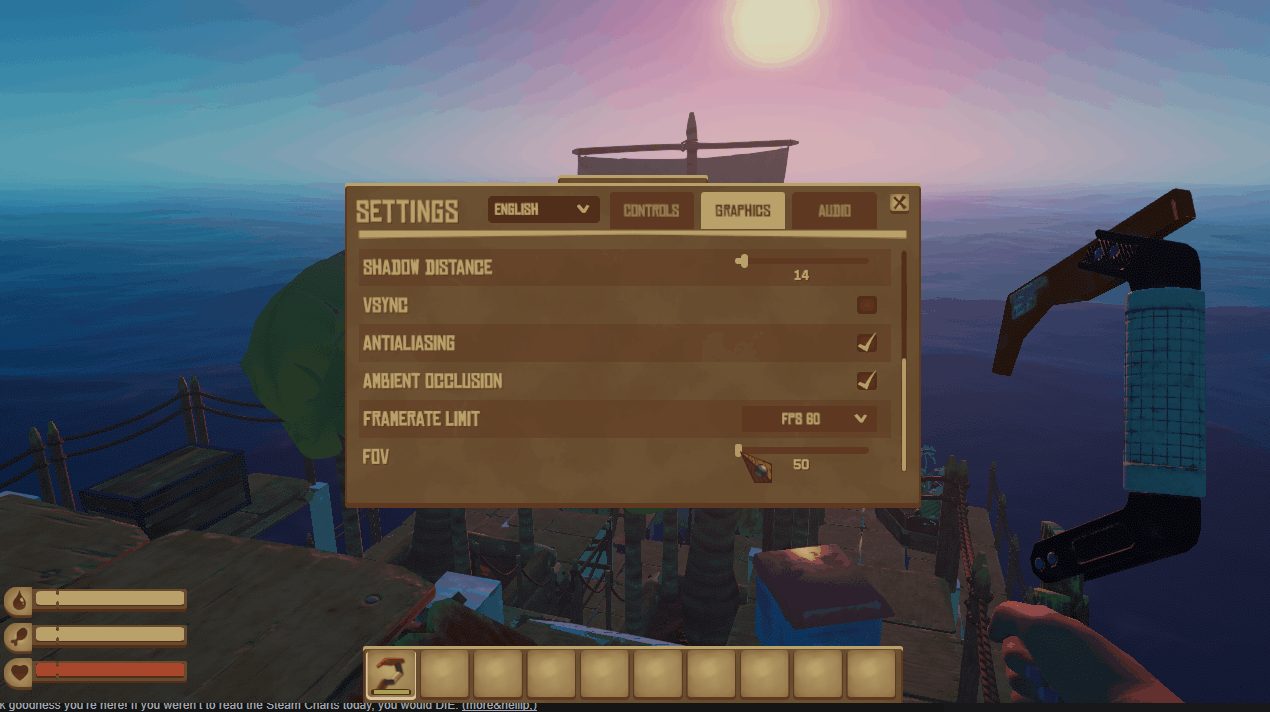 SETTINGS
ENGLISH
CONTROLS
GRAPHICS
AUDIO
X
SHADOW DISTANCE
14
VSYNC
ANTIALIASING
AMBIENT OCCLUSION
FRAMERATE LIMIT
FPS 60
FOV
50
k goodness you're here! If you weren't to read the Steam Charts today, you would DIE. (more&hellip;)